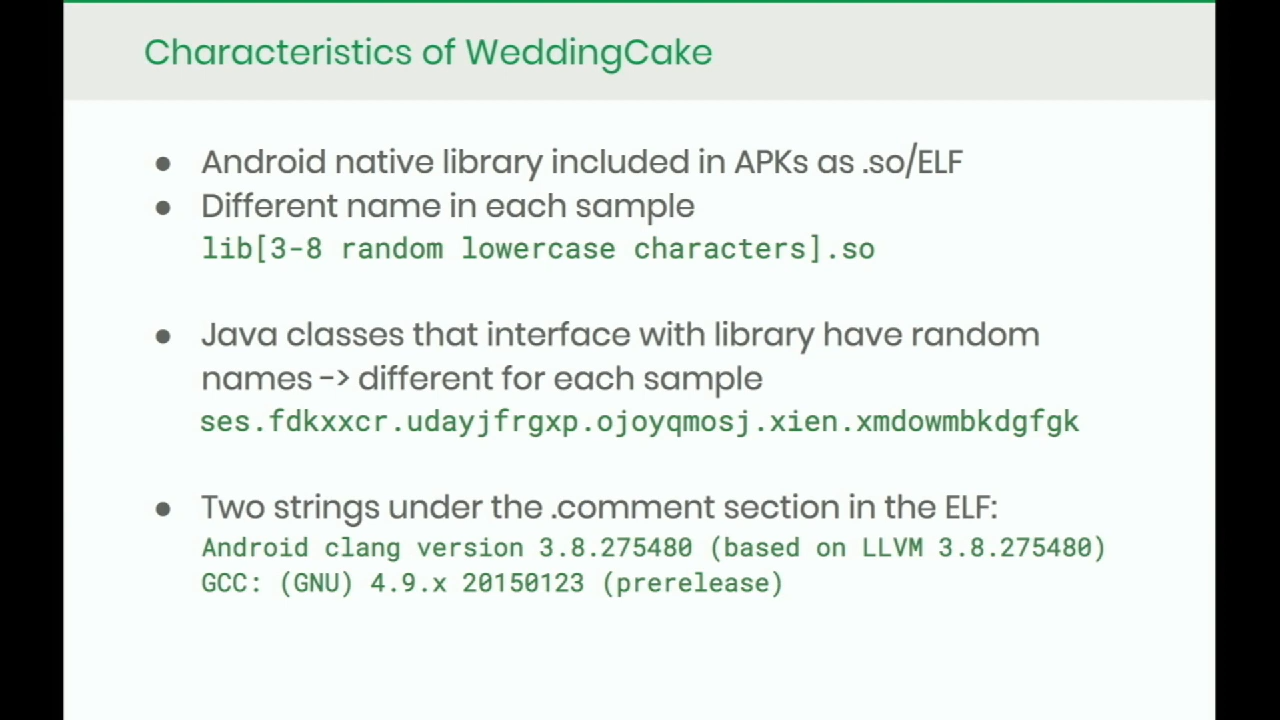 Characteristics of WeddingCake
● Android native library included in APKs as .so/ELF
● Different name in each sample
lib[3-8 random lowercase characters].so
● Java classes that interface with library have random
names -> different for each sample
ses.fdkxxcr.udayjfrgxp.ojoyqmosj.xien.xmdowmbkdgfgk
● Two strings under the .comment section in the ELF:
Android clang version 3.8.275480 (based on LLVM 3.8.275480)
GCC: (GNU) 4.9.x 20150123 (prerelease)